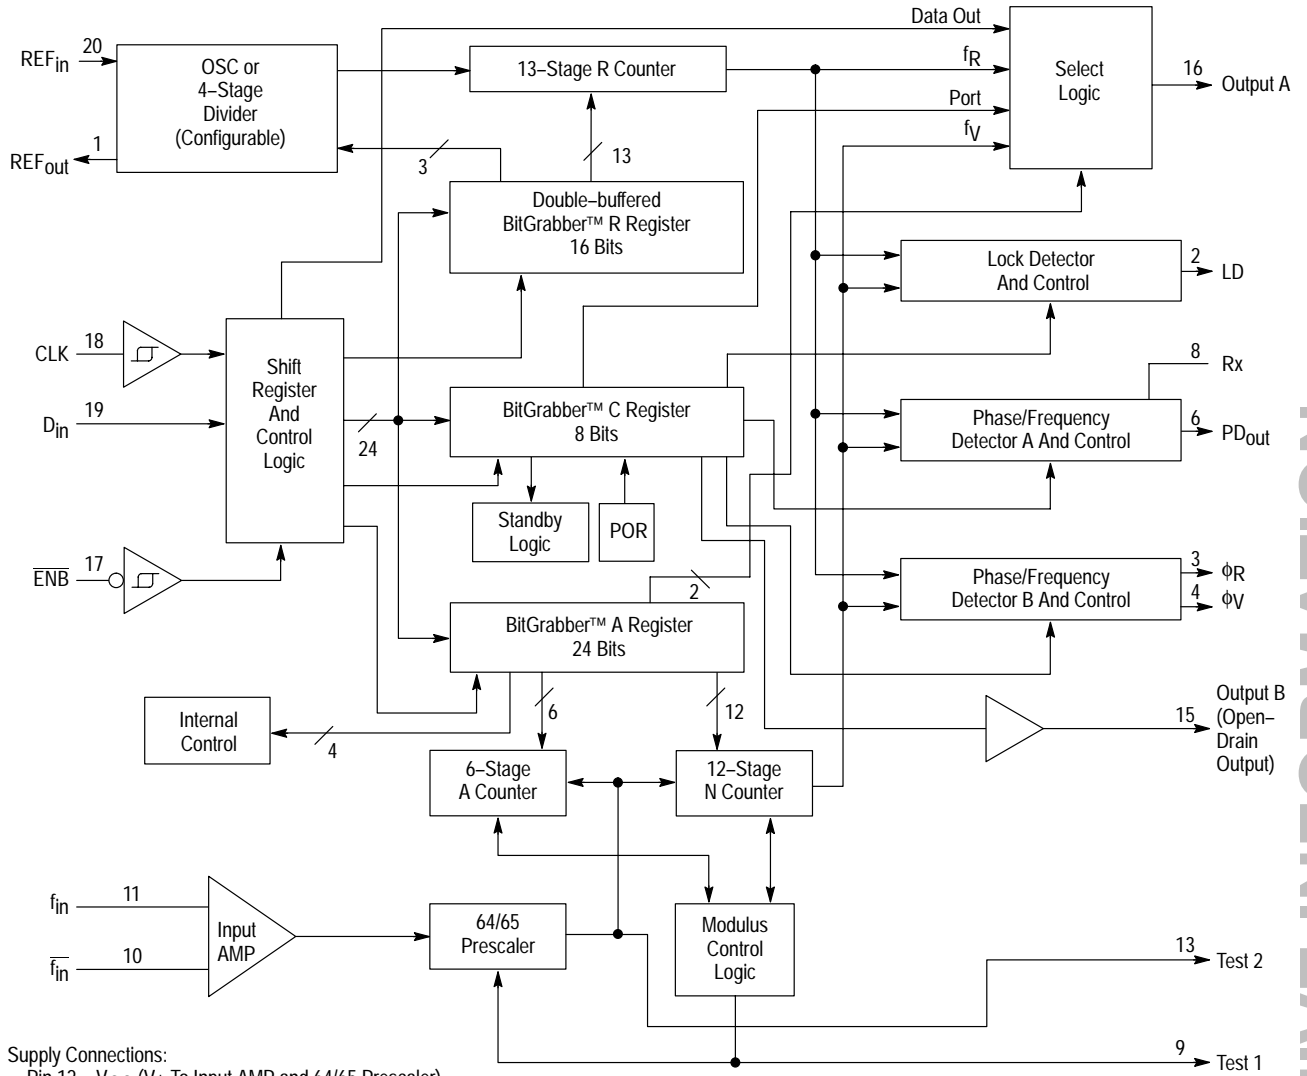 Data Out
REFin
20
OSC or
4–Stage
Divider
(Configurable)
13–Stage R Counter
fR
Select
Logic
16
Output A
Port
fV
REFout
1
3
13
Double–buffered
BitGrabber™ R Register
16 Bits
Lock Detector
And Control
2
LD
CLK
18
Shift
Register
And
Control
Logic
8
Rx
Din
19
24
BitGrabber™ C Register
8 Bits
Phase/Frequency
Detector A And Control
6
PDout
Standby
Logic
POR
ENB
17
2
Phase/Frequency
Detector B And Control
3
ϕR
4
ϕV
BitGrabber™ A Register
24 Bits
Internal
Control
4
6
12
15
Output B
(Open–
Drain
Output)
6–Stage
A Counter
12–Stage
N Counter
fin
11
Input
AMP
fin
10
64/65
Prescaler
Modulus
Control
Logic
13
Test 2
9
Test 1
Supply Connections: